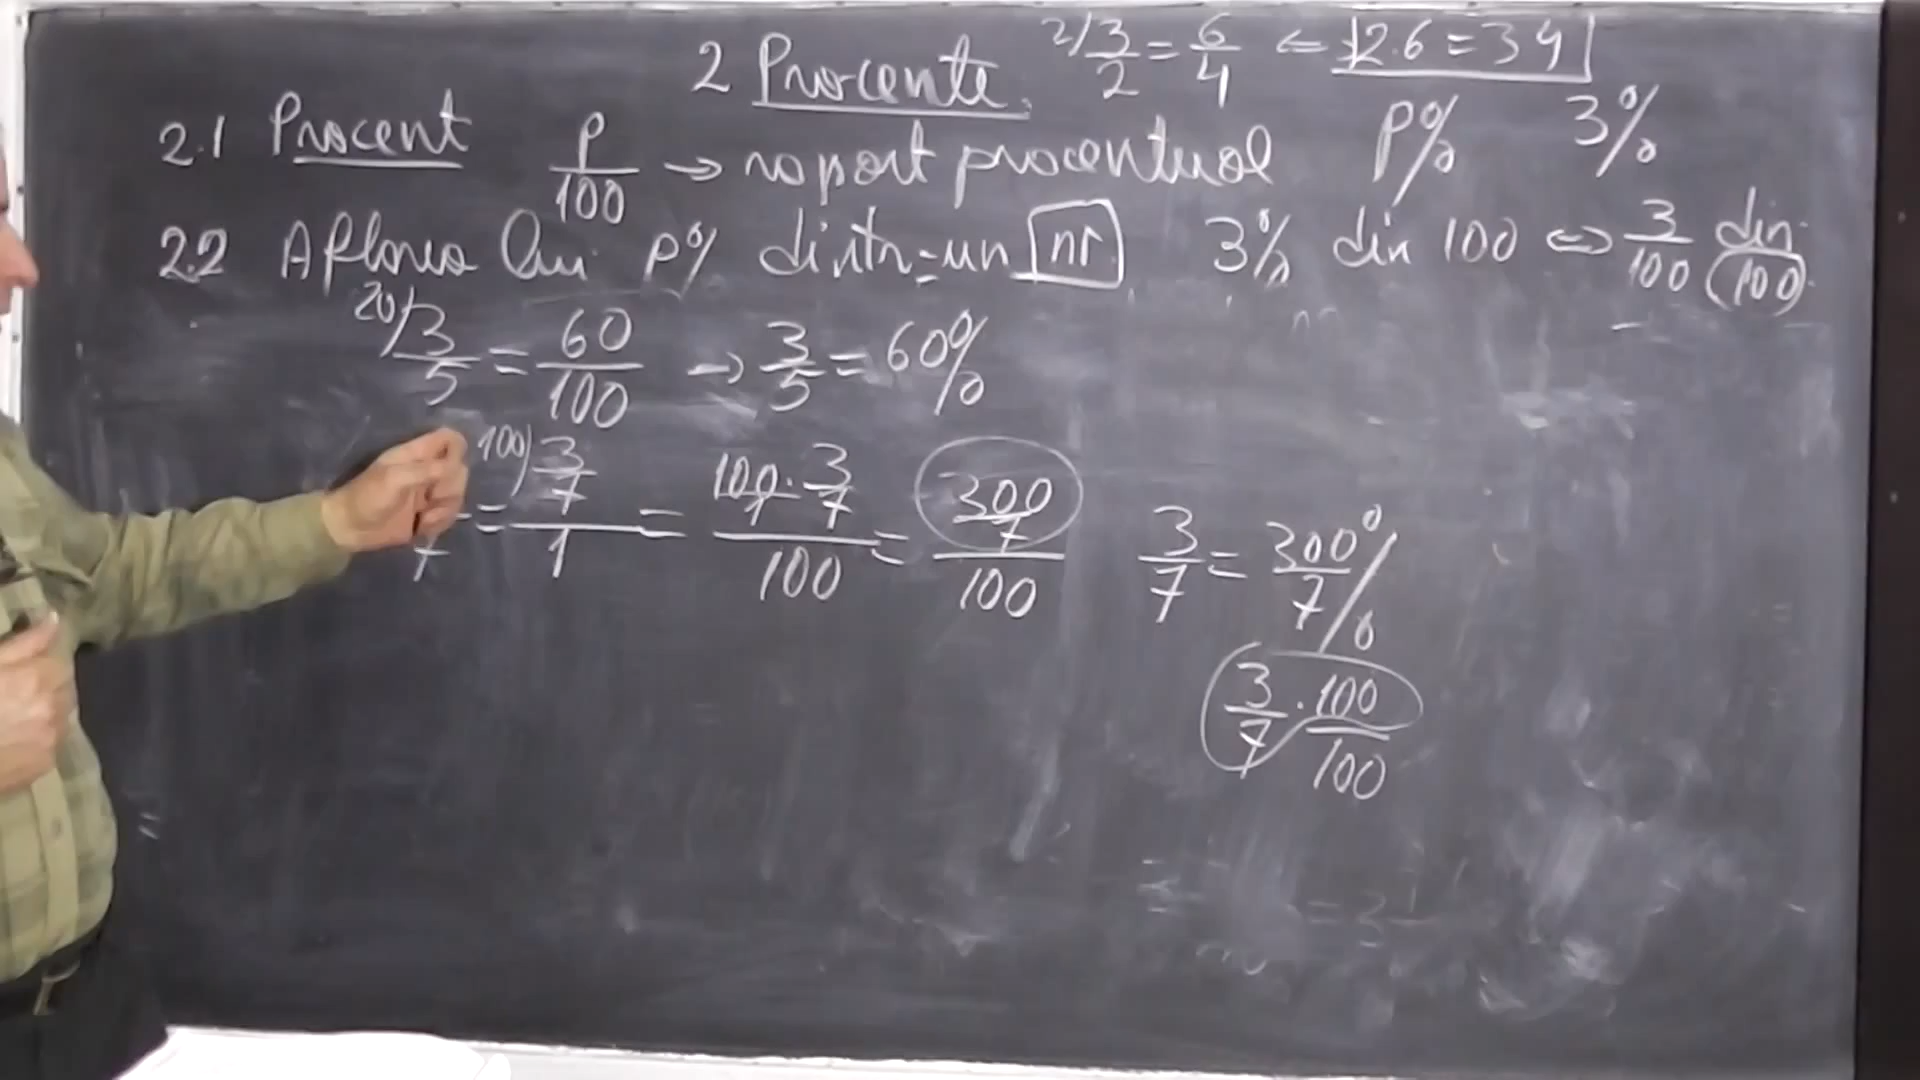 2 Procente. 2/ 3/2 = 6/4 ⇐ 2.6 = 3 4
2.1 Procent p/100 → raport procentual P% 3%
2.2 Aflarea lui p% dintr-un nr 3% din 100 ⇔ 3/100 din 100
20/ 3/5 = 60/100 → 3/5 = 60%
7 = 100) 3/7 / 1 = 100 · 3/7 / 100 = 300/7 / 100 3/7 = 300/7 %
3/7 · 100/100